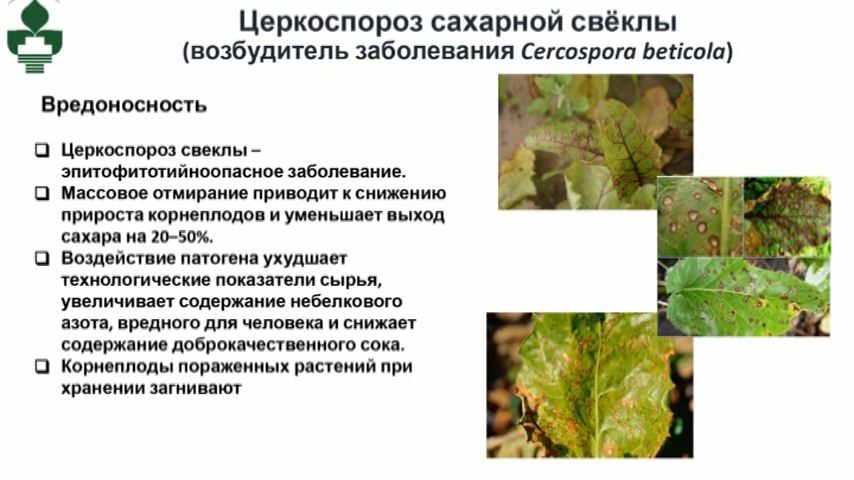 Церкоспороз сахарной свёклы
(возбудитель заболевания Cercospora beticola)
Вредоносность
❑ Церкоспороз свеклы –
эпитофитотийноопасное заболевание.
❑ Массовое отмирание приводит к снижению
прироста корнеплодов и уменьшает выход
сахара на 20–50%.
❑ Воздействие патогена ухудшает
технологические показатели сырья,
увеличивает содержание небелкового
азота, вредного для человека и снижает
содержание доброкачественного сока.
❑ Корнеплоды пораженных растений при
хранении загнивают